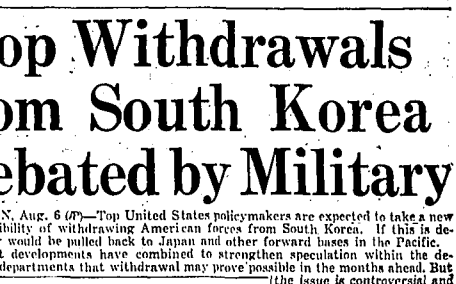 op Withdrawals
om South Korea
ebated by Military
N, Aug. 6 (AP)—Top United States policymakers are expected to take a new
ibility of withdrawing American forces from South Korea. If this is de-
r would be pulled back to Japan and other forward bases in the Pacific.
t developments have combined to strengthen speculation within the de-
departments that withdrawal may prove possible in the months ahead. But
the issue is controversial and